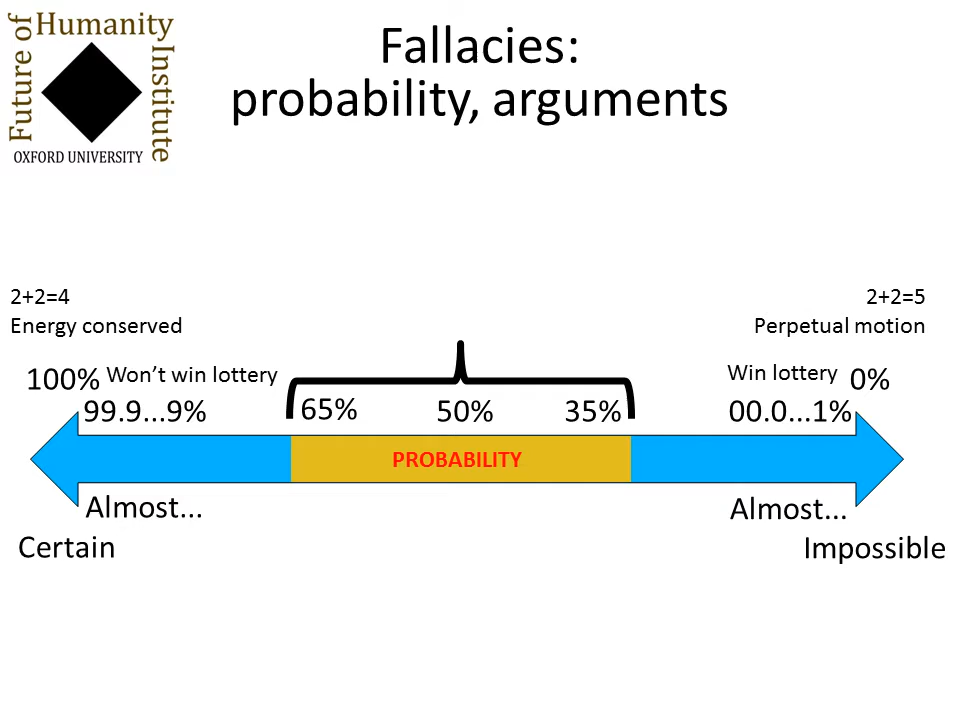 Future of
Humanity
Institute
OXFORD UNIVERSITY
Fallacies:
probability, arguments
2+2=4
Energy conserved
2+2=5
Perpetual motion
100% Won’t win lottery
Win lottery 0%
99.9...9%
65% 50% 35%
00.0...1%
PROBABILITY
Almost...
Certain
Almost...
Impossible